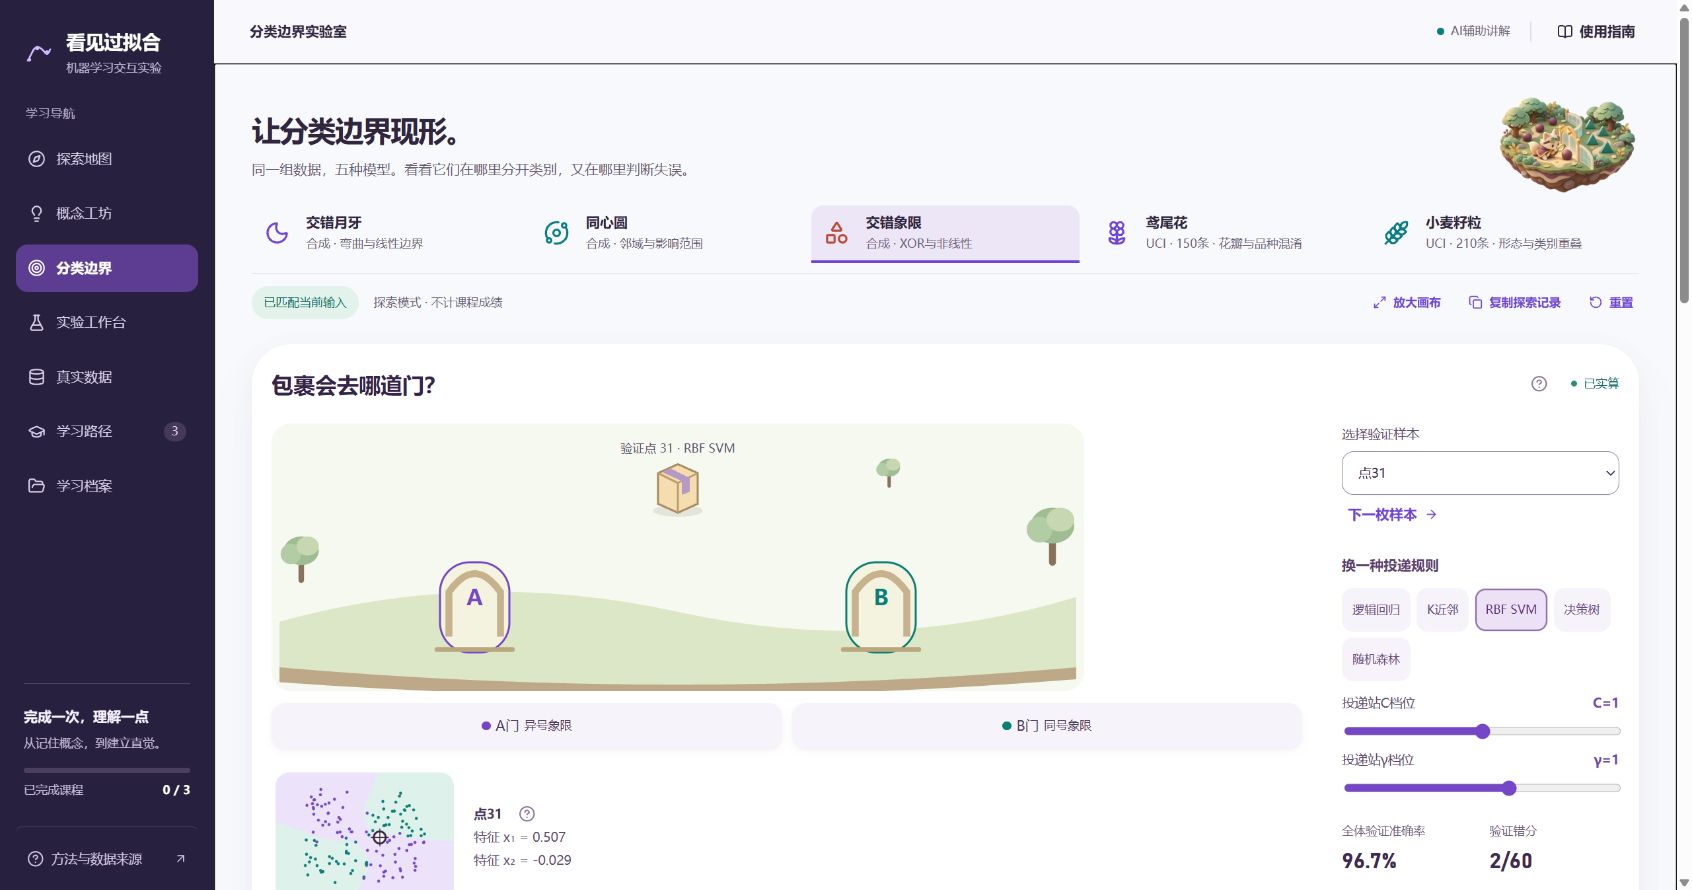 看见过拟合
机器学习交互实验
学习导航
探索地图
概念工坊
分类边界
实验工作台
真实数据
学习路径 3
学习档案
完成一次，理解一点
从记住概念，到建立直觉。
已完成课程 0 / 3
方法与数据来源
分类边界实验室
AI辅助讲解
使用指南
让分类边界现形。
同一组数据，五种模型。看看它们在哪里分开类别，又在哪里判断失误。
交错月牙
合成 · 弯曲与线性边界
同心圆
合成 · 邻域与影响范围
交错象限
合成 · XOR与非线性
鸢尾花
UCI · 150条 · 花瓣与品种混淆
小麦籽粒
UCI · 210条 · 形态与类别重叠
已匹配当前输入
探索模式 · 不计课程成绩
放大画布
复制探索记录
重置
包裹会去哪道门？
已实算
验证点 31 · RBF SVM
A
B
A门 异号象限
B门 同号象限
点31
特征 x₁ = 0.507
特征 x₂ = -0.029
选择验证样本
点31
下一枚样本
换一种投递规则
逻辑回归
K近邻
RBF SVM
决策树
随机森林
投递站C档位 C=1
投递站γ档位 γ=1
全体验证准确率 验证错分
96.7% 2/60